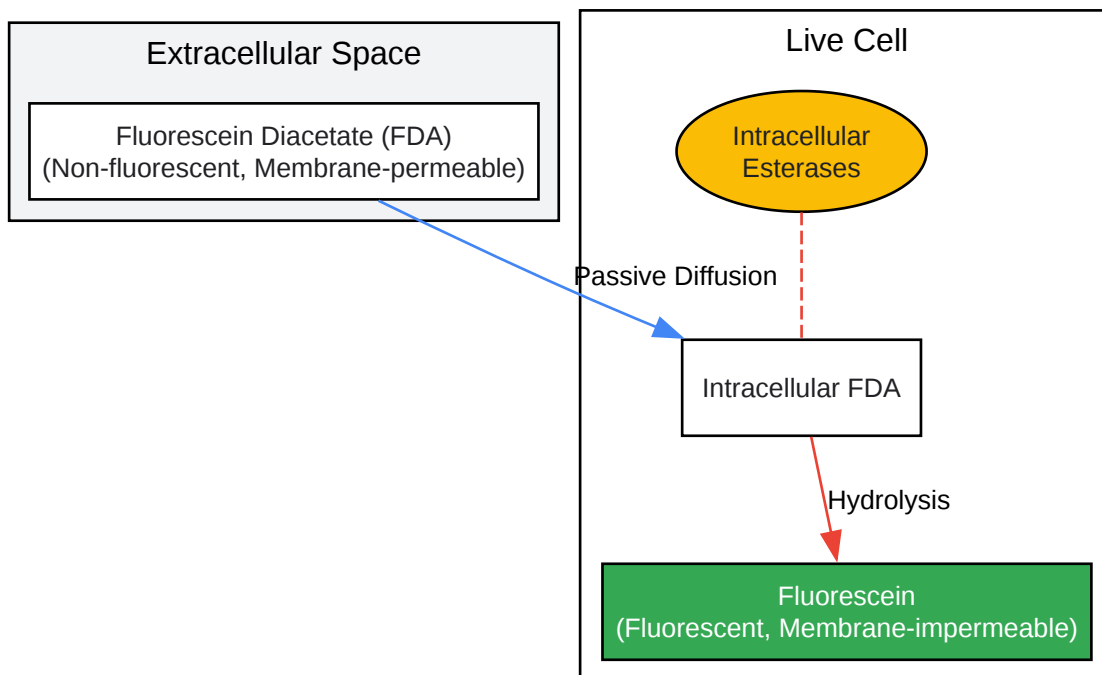 Extracellular Space
Fluorescein Diacetate (FDA)
(Non-fluorescent, Membrane-permeable)
Live Cell
Intracellular
Esterases
Passive Diffusion
Intracellular FDA
Hydrolysis
Fluorescein
(Fluorescent, Membrane-impermeable)